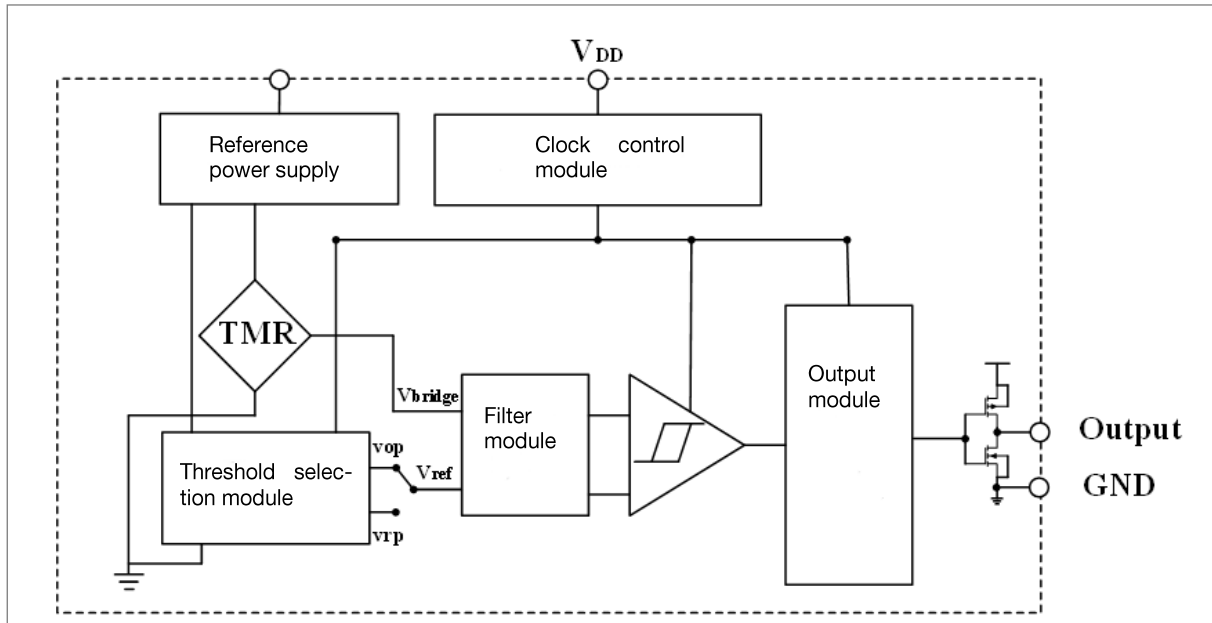 VDD
Reference
power supply
Clock control
module
TMR
Vbridge
Filter
module
Output
module
Output
GND
Threshold selec-
tion module
vop
Vref
vrp